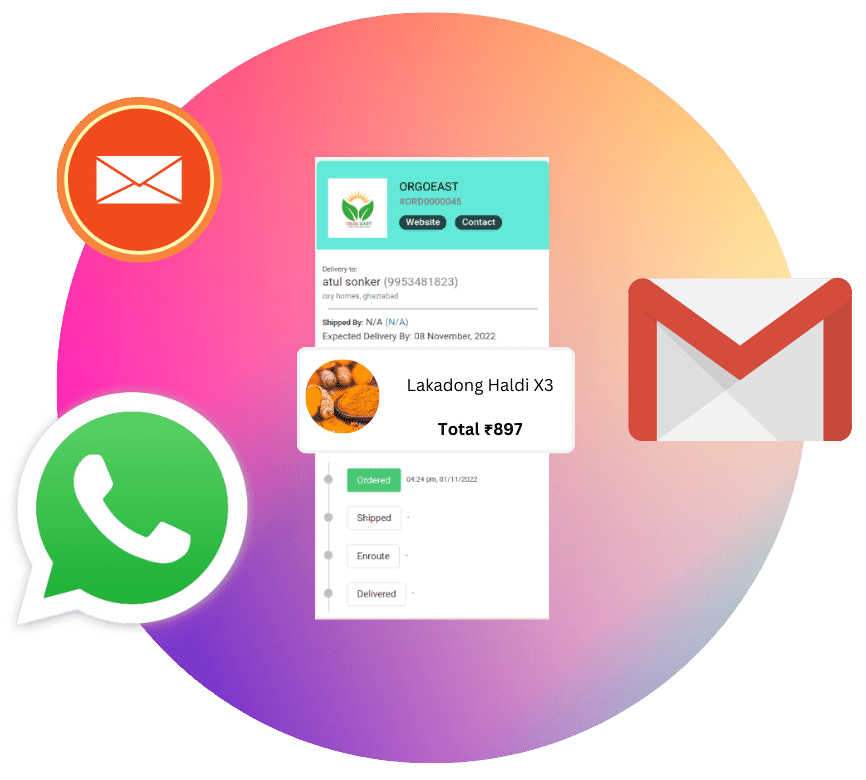 ORGOEAST
#ORD0000045
Website Contact
Delivery to:
atul sonker (9953481823)
oxy homes, ghaziabad
Shipped By: N/A (N/A)
Expected Delivery By: 08 November, 2022
Lakadong Haldi X3
Total ₹897
Ordered 04:24 pm, 01/11/2022
Shipped -
Enroute -
Delivered -